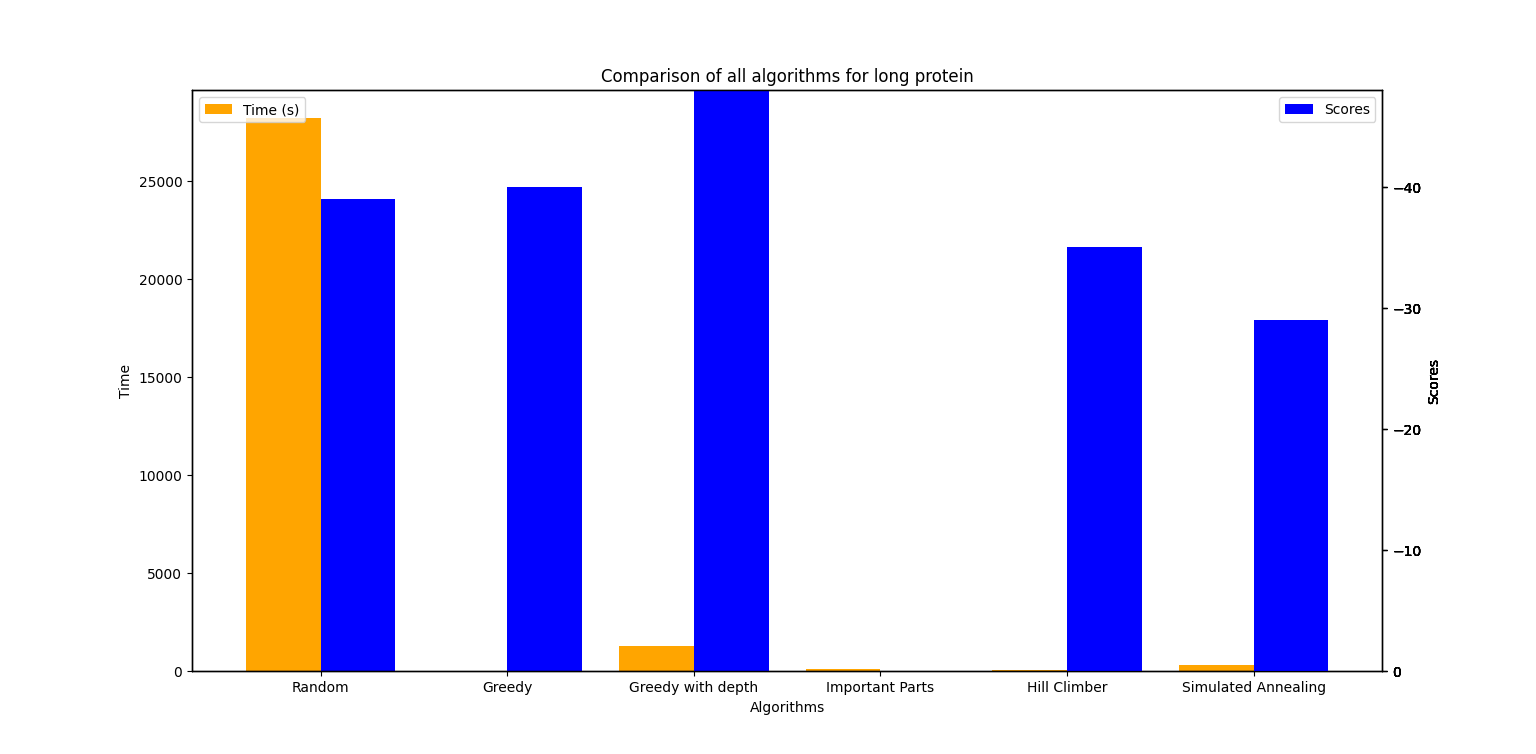 Comparison of all algorithms for long protein
Time (s)
Scores
25000
20000
15000
10000
5000
0
Time
−40
−30
−20
−10
0
Scores
Random
Greedy
Greedy with depth
Important Parts
Hill Climber
Simulated Annealing
Algorithms